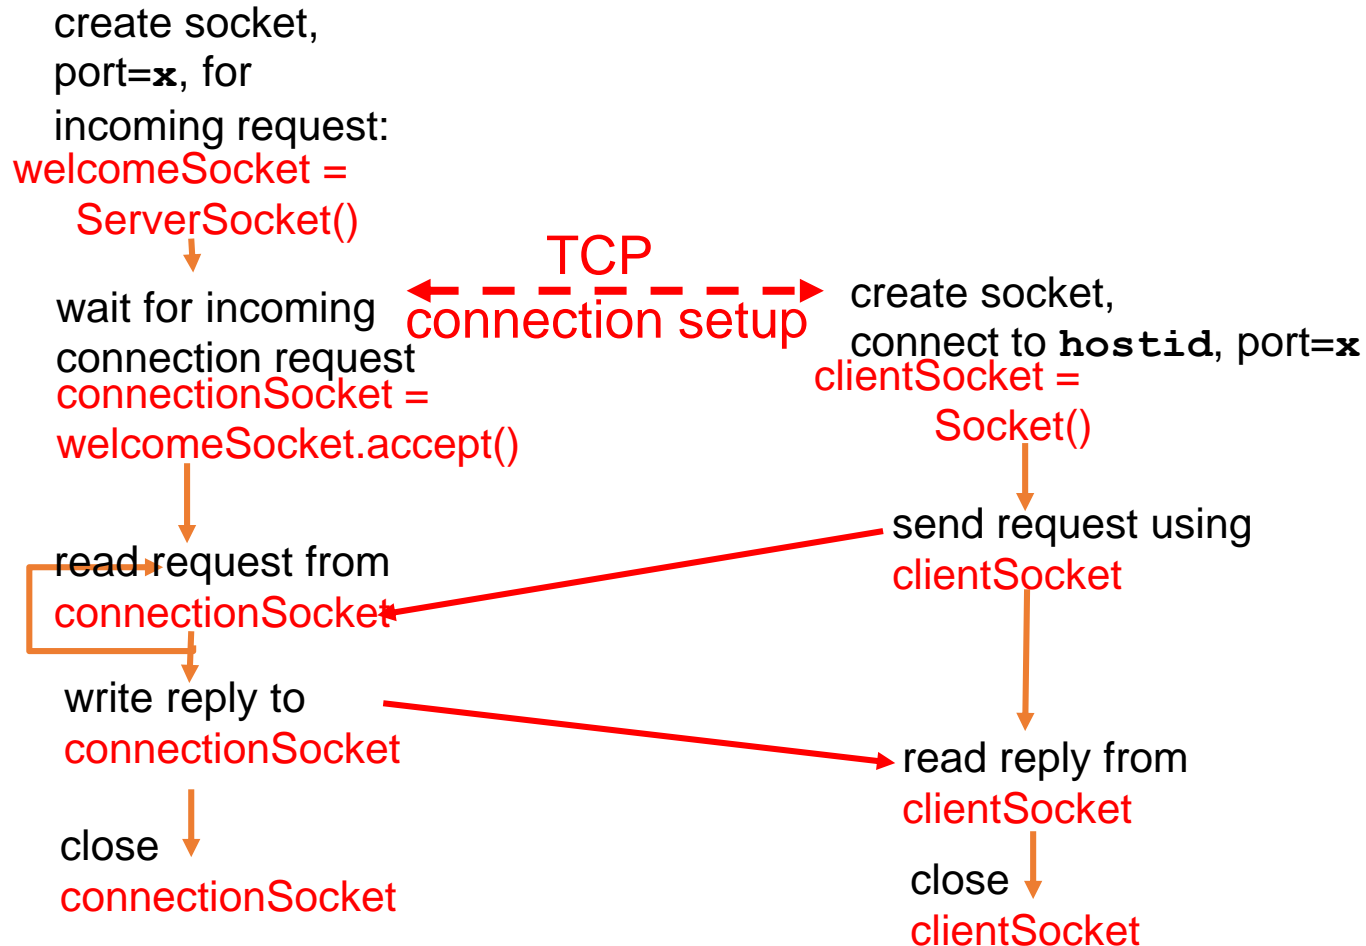 create socket,
port=x, for
incoming request:
welcomeSocket =
ServerSocket()
wait for incoming
connection request
connectionSocket =
welcomeSocket.accept()
read request from
connectionSocket
write reply to
connectionSocket
close
connectionSocket
TCP
connection setup
create socket,
connect to hostid, port=x
clientSocket =
Socket()
send request using
clientSocket
read reply from
clientSocket
close
clientSocket